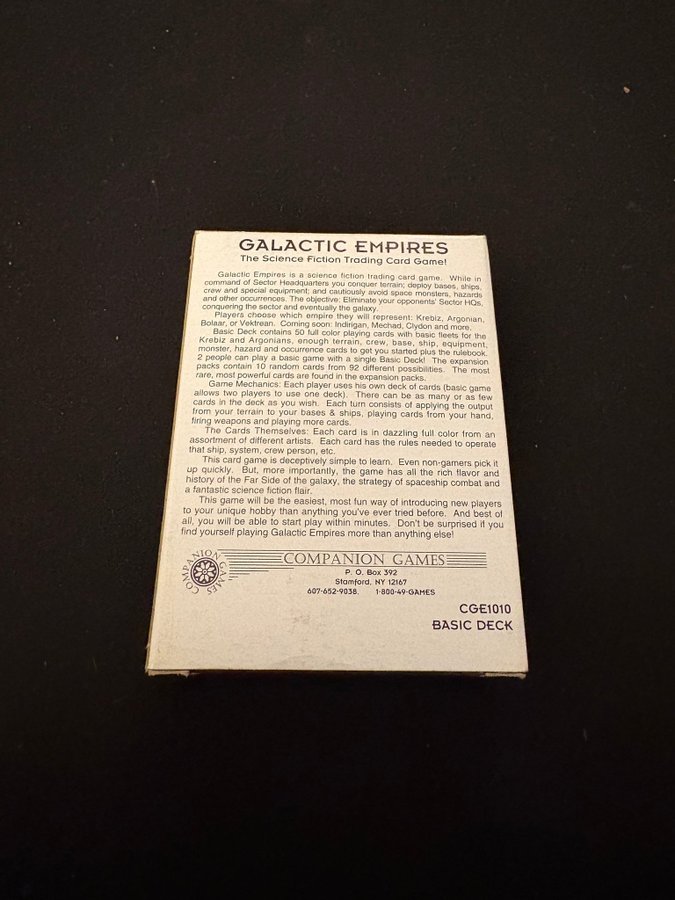 GALACTIC EMPIRES
The Science Fiction Trading Card Game!
Galactic Empires is a science fiction trading card game. While in
command of Sector Headquarters you conquer terrain; deploy bases, ships,
crew and special equipment; and cautiously avoid space monsters, hazards
and other occurrences. The objective: Eliminate your opponents' Sector HQs,
conquering the sector and eventually the galaxy.
Players choose which empire they will represent: Krebiz, Argonian,
Bolaar, or Vektrean. Coming soon: Indirigan, Mechad, Clydon and more.
Basic Deck contains 50 full color playing cards with basic fleets for the
Krebiz and Argonians, enough terrain, crew, base, ship, equipment,
monster, hazard and occurrence cards to get you started plus the rulebook.
2 people can play a basic game with a single Basic Deck! The expansion
packs contain 10 random cards from 92 different possibilities. The most
rare, most powerful cards are found in the expansion packs.
Game Mechanics: Each player uses his own deck of cards (basic game
allows two players to use one deck). There can be as many or as few
cards in the deck as you wish. Each turn consists of applying the output
from your terrain to your bases & ships, playing cards from your hand,
firing weapons and playing more cards.
The Cards Themselves: Each card is in dazzling full color from an
assortment of different artists. Each card has the rules needed to operate
that ship, system, crew person, etc.
This card game is deceptively simple to learn. Even non-gamers pick it
up quickly. But, more importantly, the game has all the rich flavor and
history of the Far Side of the galaxy, the strategy of spaceship combat and
a fantastic science fiction flair.
This game will be the easiest, most fun way of introducing new players
to your unique hobby than anything you've ever tried before. And best of
all, you will be able to start play within minutes. Don't be surprised if you
find yourself playing Galactic Empires more than anything else!
COMPANION GAMES
COMPANION GAMES
P. O. Box 392
Stamford, NY 12167
607-652-9038. 1-800-49-GAMES
CGE1010
BASIC DECK